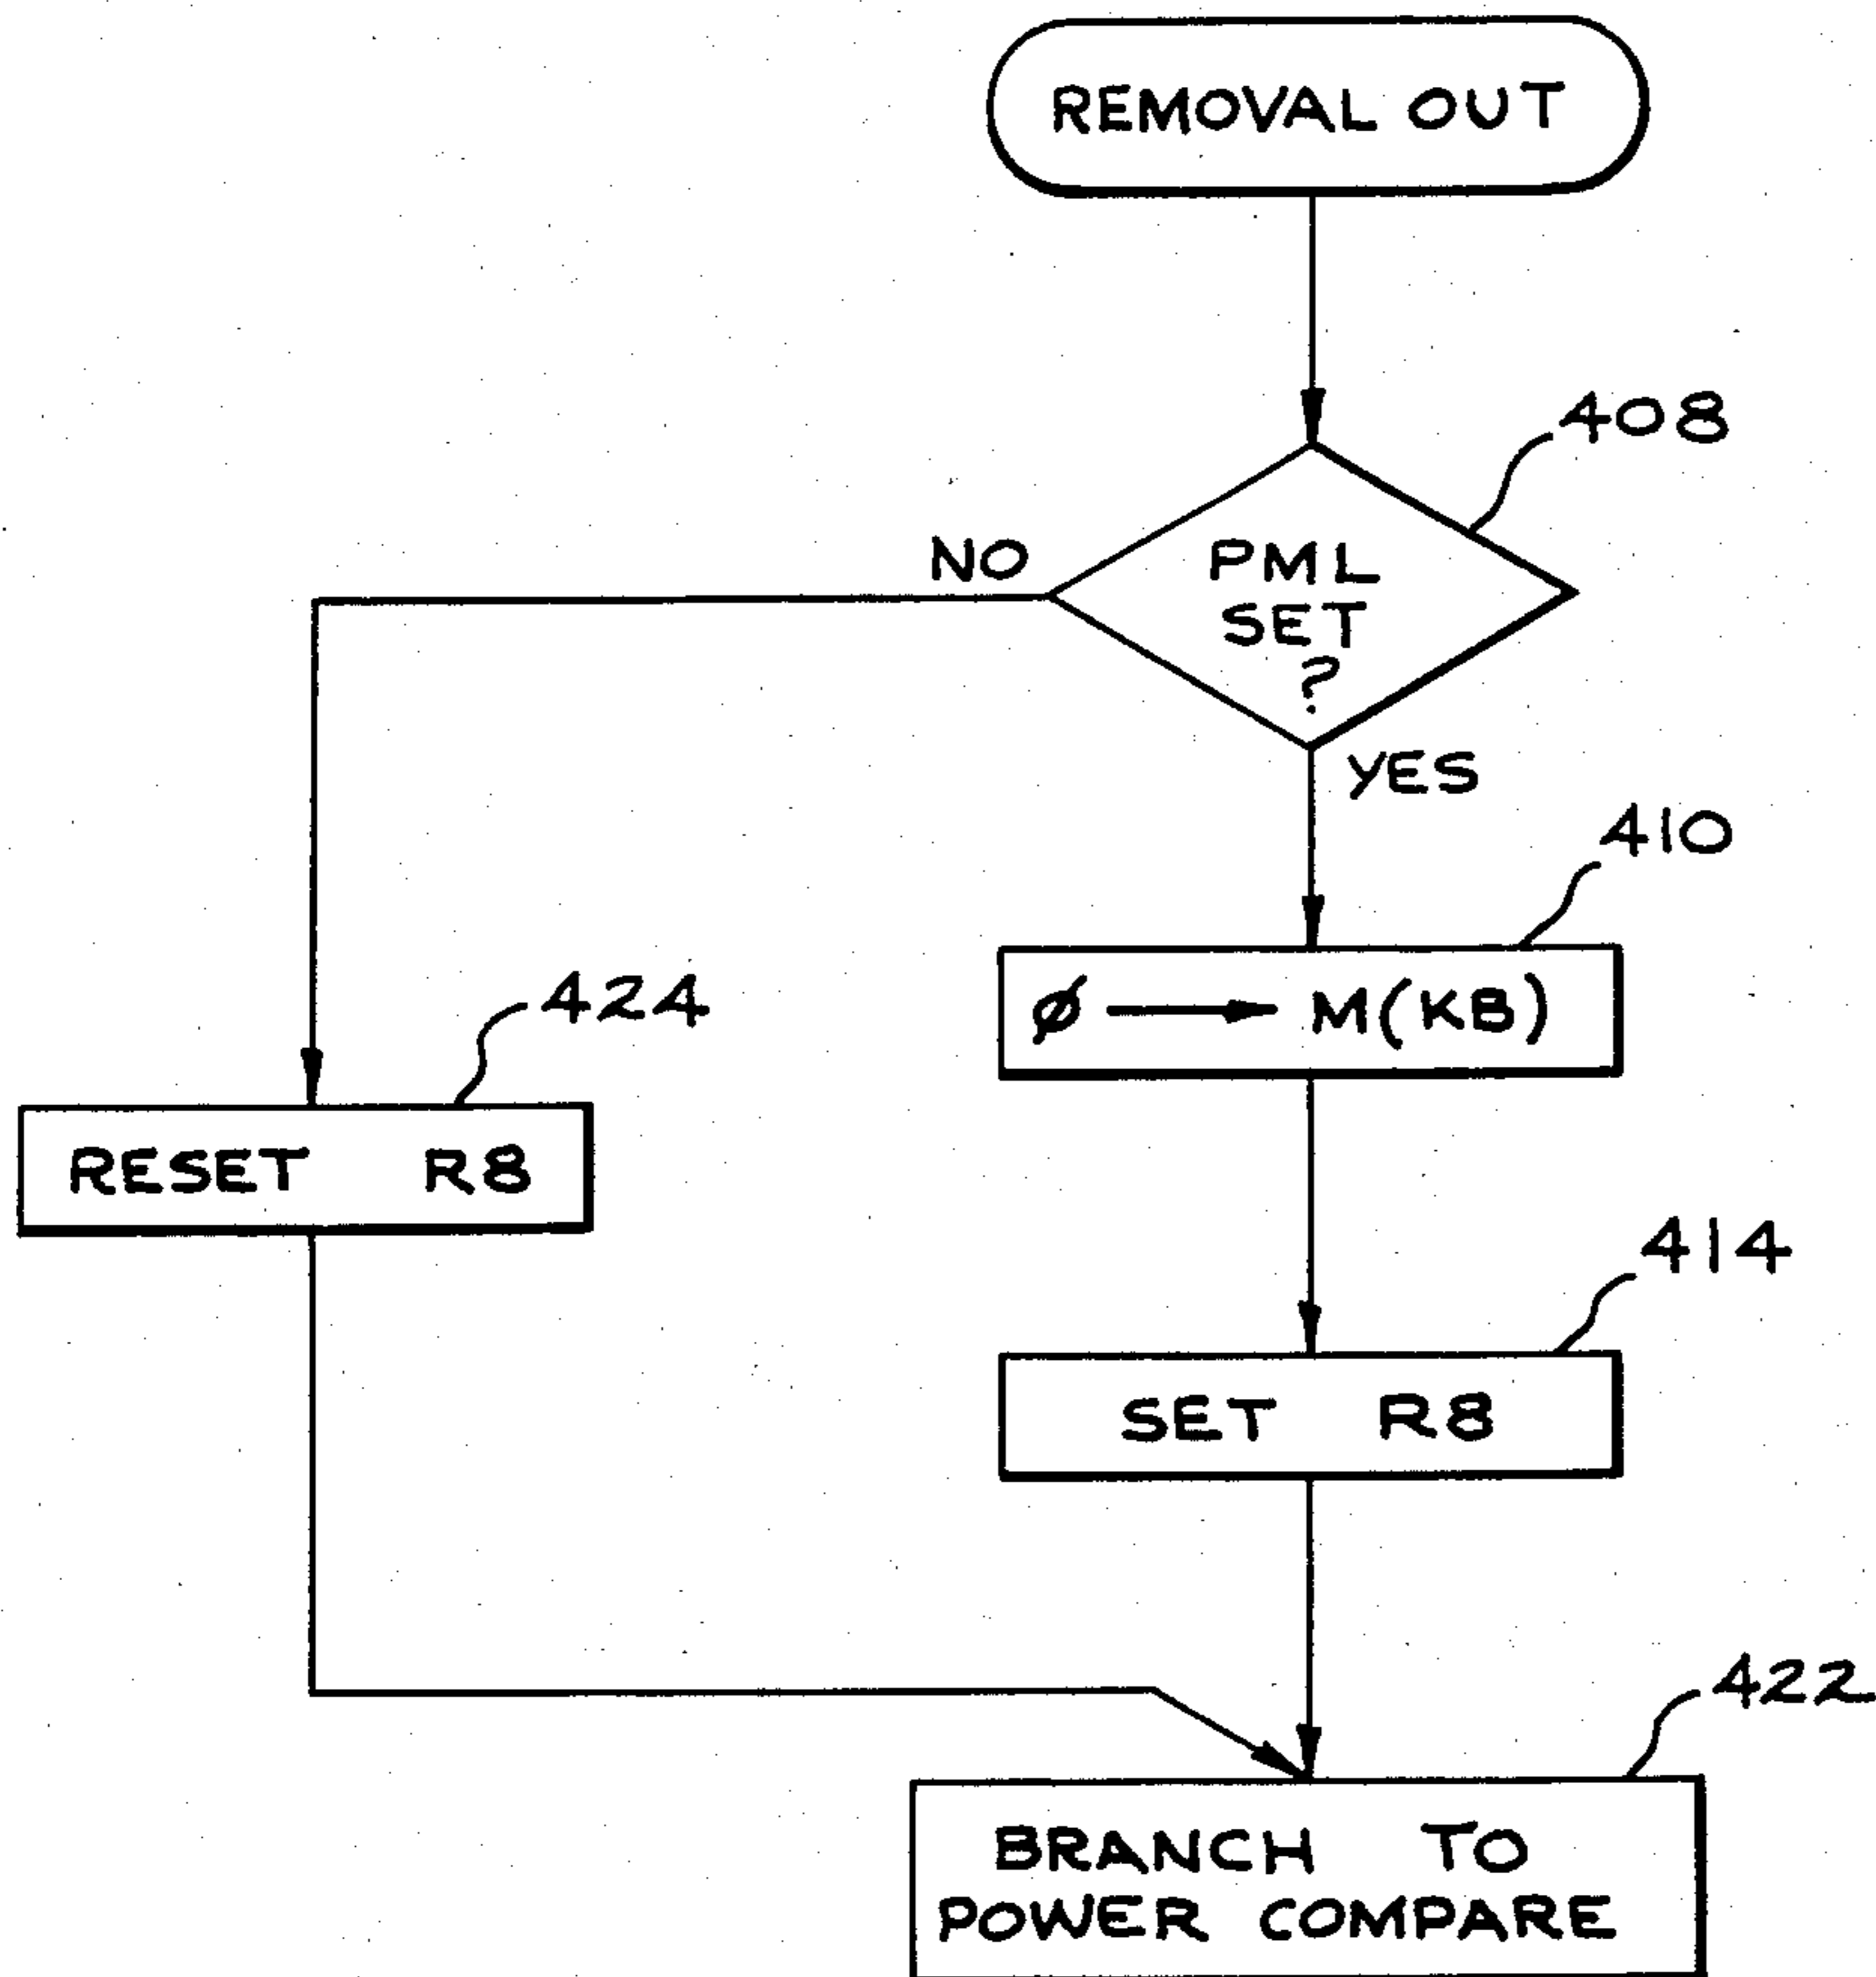 REMOVAL OUT
408
NO
PML
SET
?
YES
410
Ø → M(KB)
424
RESET R8
414
SET R8
422
BRANCH TO
POWER COMPARE